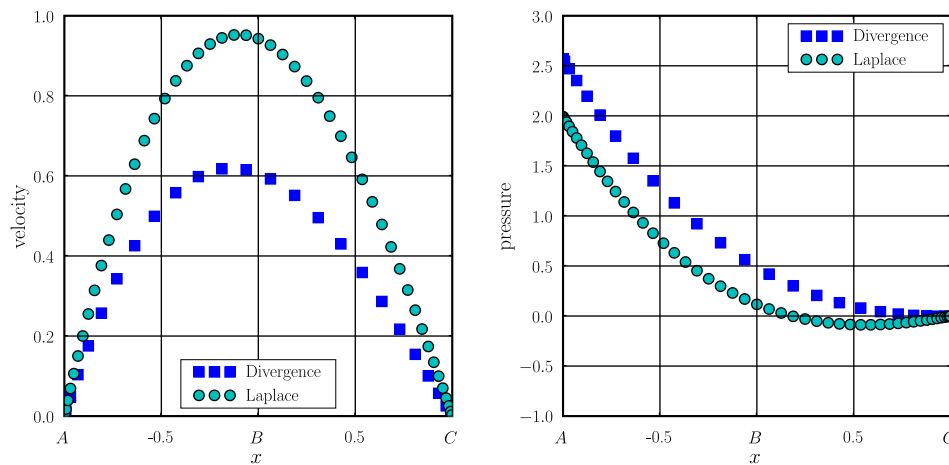 1.0
0.8
0.6
0.4
0.2
0.0
velocity
A -0.5 B 0.5 C
x
Divergence
Laplace
3.0
2.5
2.0
1.5
1.0
0.5
0.0
−0.5
−1.0
pressure
A -0.5 B 0.5 C
x
Divergence
Laplace